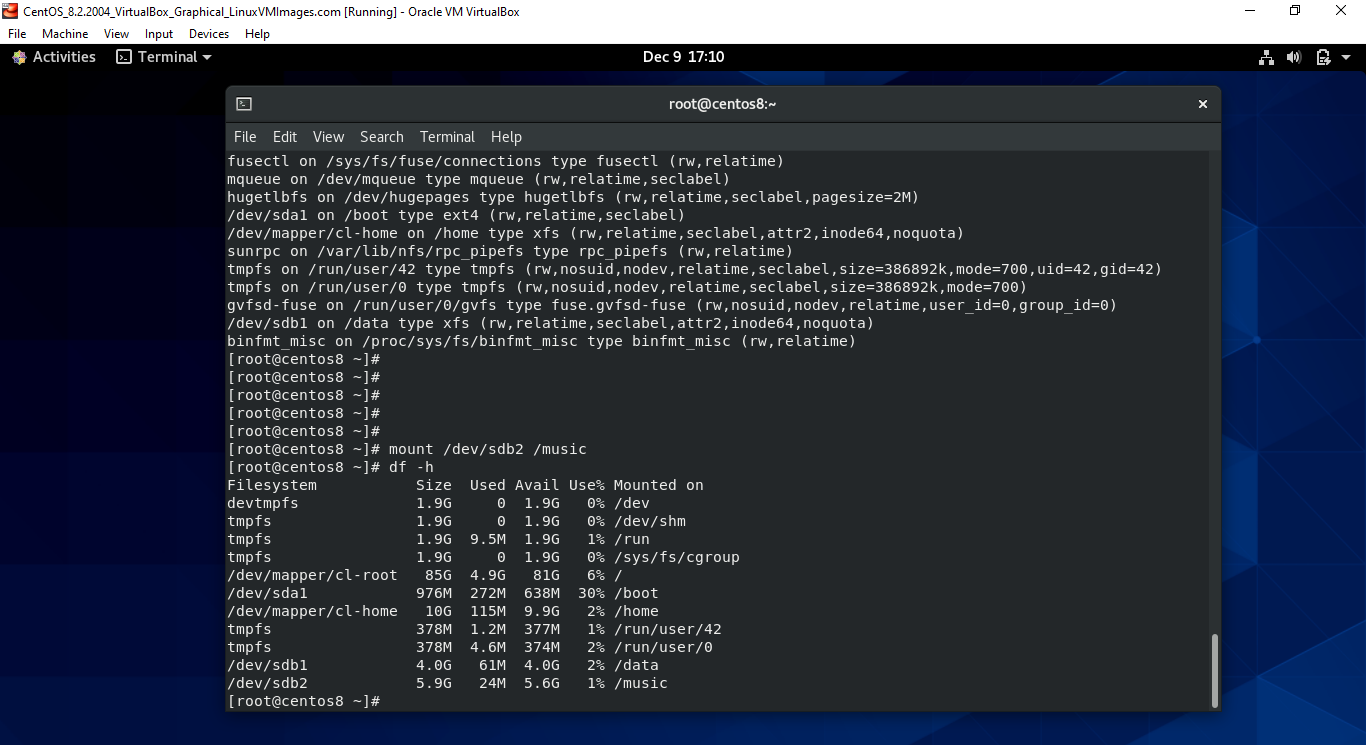 CentOS_8.2.2004_VirtualBox_Graphical_LinuxVMImages.com [Running] - Oracle VM VirtualBox
File Machine View Input Devices Help
Activities Terminal Dec 9 17:10
root@centos8:~
File Edit View Search Terminal Help
fusectl on /sys/fs/fuse/connections type fusectl (rw,relatime)
mqueue on /dev/mqueue type mqueue (rw,relatime,seclabel)
hugetlbfs on /dev/hugepages type hugetlbfs (rw,relatime,seclabel,pagesize=2M)
/dev/sda1 on /boot type ext4 (rw,relatime,seclabel)
/dev/mapper/cl-home on /home type xfs (rw,relatime,seclabel,attr2,inode64,noquota)
sunrpc on /var/lib/nfs/rpc_pipefs type rpc_pipefs (rw,relatime)
tmpfs on /run/user/42 type tmpfs (rw,nosuid,nodev,relatime,seclabel,size=386892k,mode=700,uid=42,gid=42)
tmpfs on /run/user/0 type tmpfs (rw,nosuid,nodev,relatime,seclabel,size=386892k,mode=700)
gvfsd-fuse on /run/user/0/gvfs type fuse.gvfsd-fuse (rw,nosuid,nodev,relatime,user_id=0,group_id=0)
/dev/sdb1 on /data type xfs (rw,relatime,seclabel,attr2,inode64,noquota)
binfmt_misc on /proc/sys/fs/binfmt_misc type binfmt_misc (rw,relatime)
[root@centos8 ~]#
[root@centos8 ~]#
[root@centos8 ~]#
[root@centos8 ~]#
[root@centos8 ~]#
[root@centos8 ~]# mount /dev/sdb2 /music
[root@centos8 ~]# df -h
Filesystem Size Used Avail Use% Mounted on
devtmpfs 1.9G 0 1.9G 0% /dev
tmpfs 1.9G 0 1.9G 0% /dev/shm
tmpfs 1.9G 9.5M 1.9G 1% /run
tmpfs 1.9G 0 1.9G 0% /sys/fs/cgroup
/dev/mapper/cl-root 85G 4.9G 81G 6% /
/dev/sda1 976M 272M 638M 30% /boot
/dev/mapper/cl-home 10G 115M 9.9G 2% /home
tmpfs 378M 1.2M 377M 1% /run/user/42
tmpfs 378M 4.6M 374M 2% /run/user/0
/dev/sdb1 4.0G 61M 4.0G 2% /data
/dev/sdb2 5.9G 24M 5.6G 1% /music
[root@centos8 ~]#